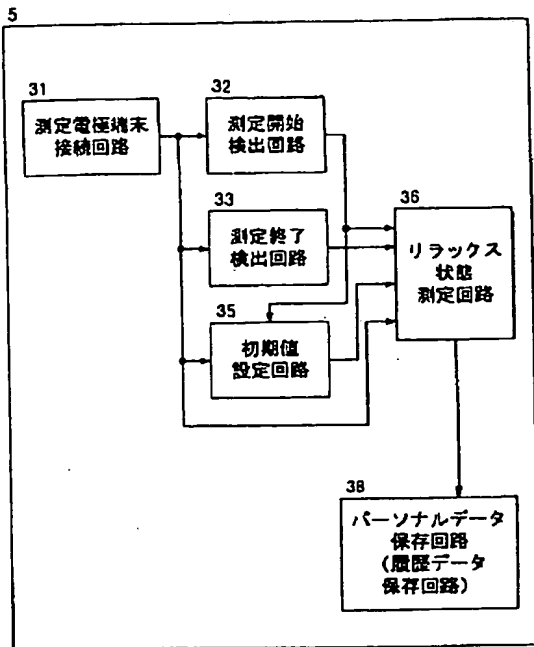 5
31
測定電極端末
接続回路
32
測定開始
検出回路
33
測定終了
検出回路
35
初期値
設定回路
36
リラックス
状態
測定回路
38
パーソナルデータ
保存回路
(履歴データ
保存回路)